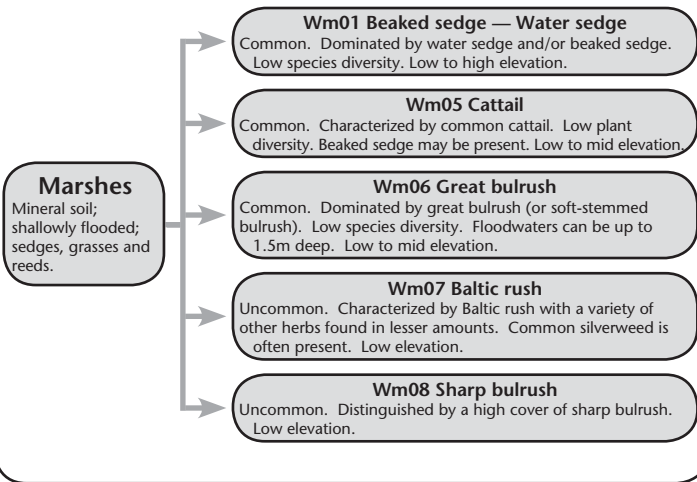 Marshes
Mineral soil;
shallowly flooded;
sedges, grasses and
reeds.
Wm01 Beaked sedge — Water sedge
Common. Dominated by water sedge and/or beaked sedge.
Low species diversity. Low to high elevation.
Wm05 Cattail
Common. Characterized by common cattail. Low plant
diversity. Beaked sedge may be present. Low to mid elevation.
Wm06 Great bulrush
Common. Dominated by great bulrush (or soft-stemmed
bulrush). Low species diversity. Floodwaters can be up to
1.5m deep. Low to mid elevation.
Wm07 Baltic rush
Uncommon. Characterized by Baltic rush with a variety of
other herbs found in lesser amounts. Common silverweed is
often present. Low elevation.
Wm08 Sharp bulrush
Uncommon. Distinguished by a high cover of sharp bulrush.
Low elevation.